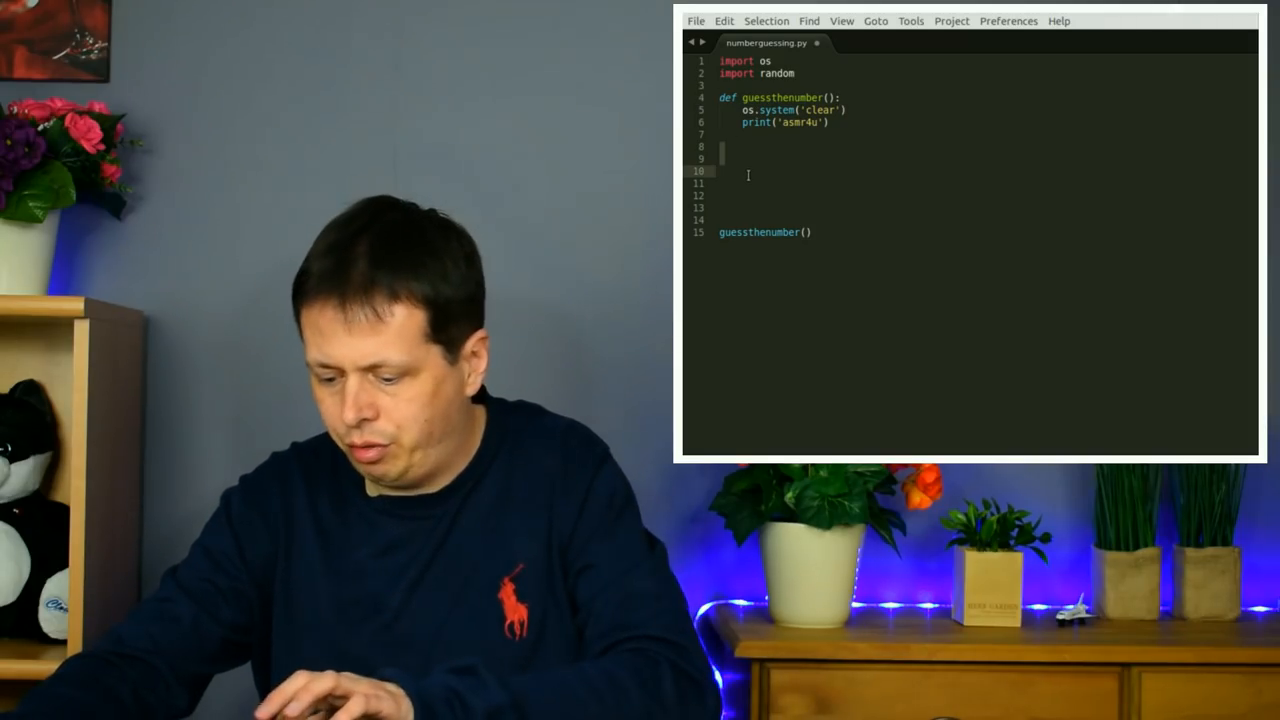 File Edit Selection Find View Goto Tools Project Preferences Help
numberguessing.py
1 import os
2 import random
3
4 def guessthenumber():
5 os.system('clear')
6 print('asmr4u')
7
8
9
10
11
12
13
14
15 guessthenumber()
HERB GARDEN